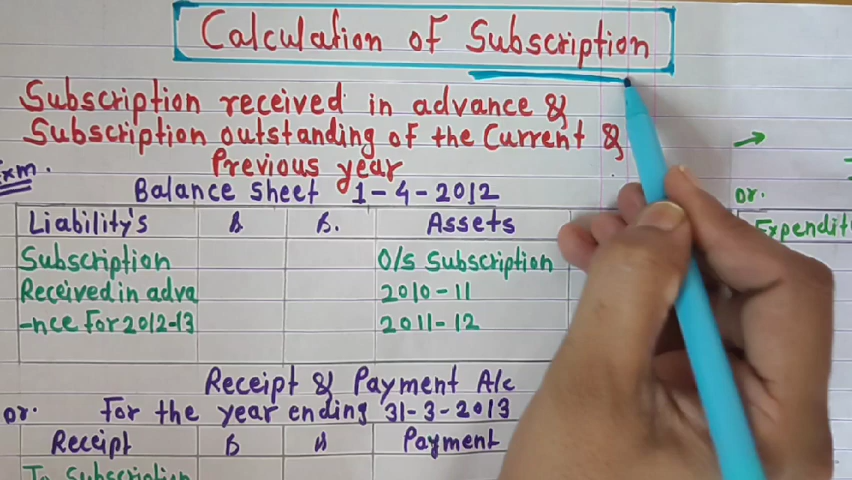 Calculation of Subscription
Subscription received in advance &
Subscription outstanding of the Current &
Previous year
Exm.
Balance sheet 1-4-2012
or.
Liability's Assets
Expendit
Subscription O/s Subscription
Received in adva 2010-11
-nce For 2012-13 2011-12
Receipt & Payment A/c
or. For the year ending 31-3-2013
Receipt Payment
To Subscription